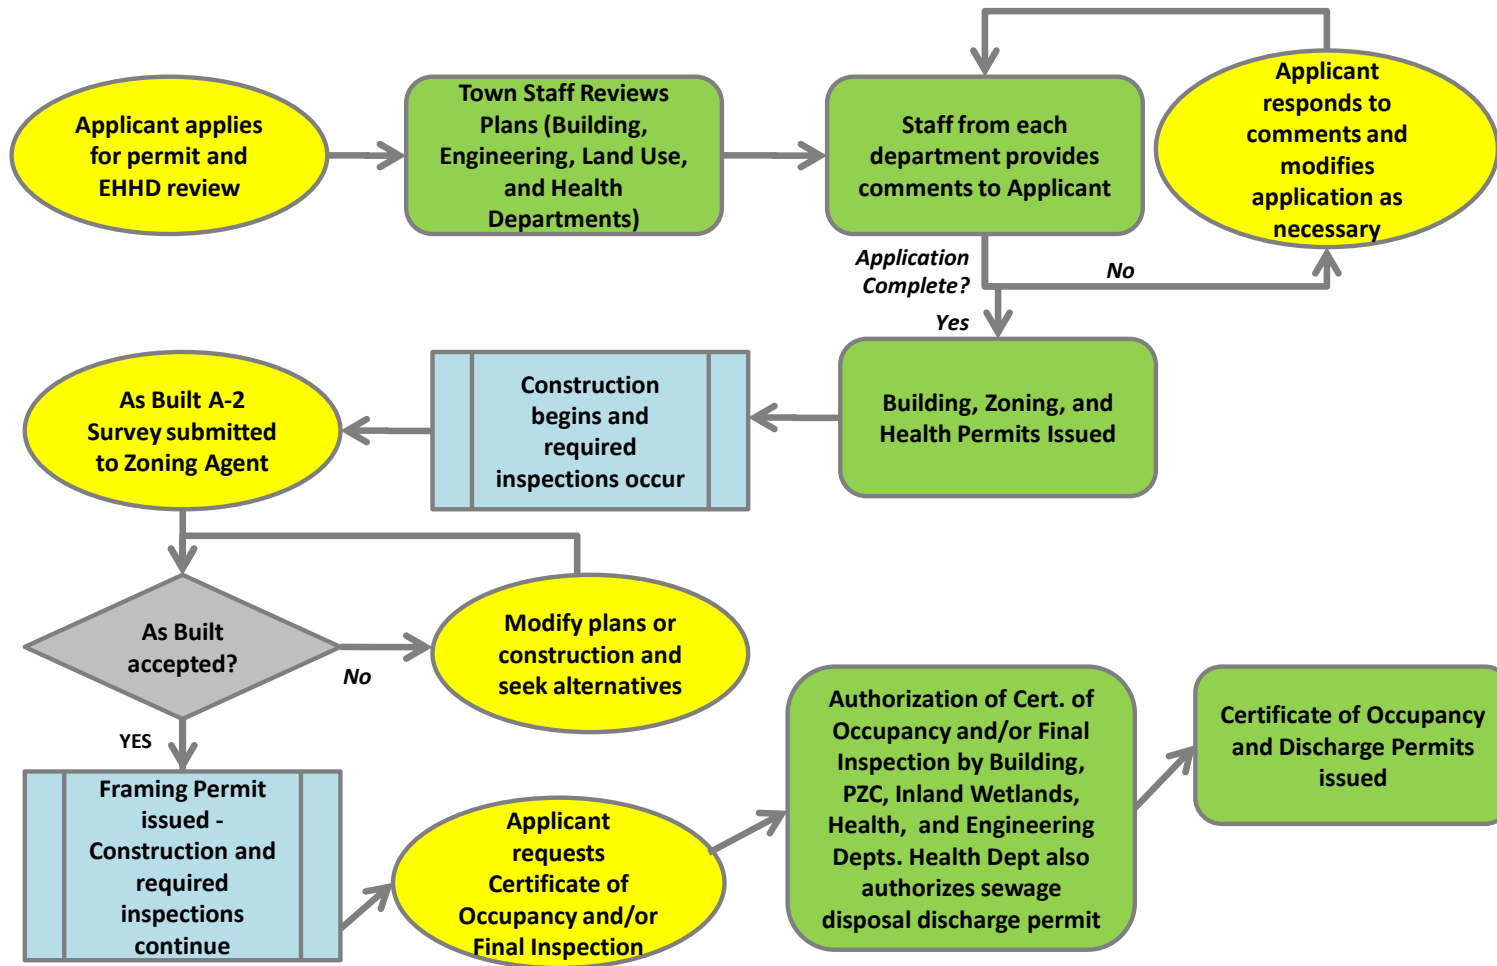 Applicant applies
for permit and
EHHD review
Town Staff Reviews
Plans (Building,
Engineering, Land Use,
and Health
Departments)
Staff from each
department provides
comments to Applicant
Applicant
responds to
comments and
modifies
application as
necessary
Application
Complete?
No
Yes
Building, Zoning, and
Health Permits Issued
Construction
begins and
required
inspections occur
As Built A-2
Survey submitted
to Zoning Agent
As Built
accepted?
No
Modify plans or
construction and
seek alternatives
YES
Framing Permit
issued -
Construction and
required
inspections
continue
Applicant
requests
Certificate of
Occupancy and/or
Final Inspection
Authorization of Cert. of
Occupancy and/or Final
Inspection by Building,
PZC, Inland Wetlands,
Health, and Engineering
Depts. Health Dept also
authorizes sewage
disposal discharge permit
Certificate of Occupancy
and Discharge Permits
issued